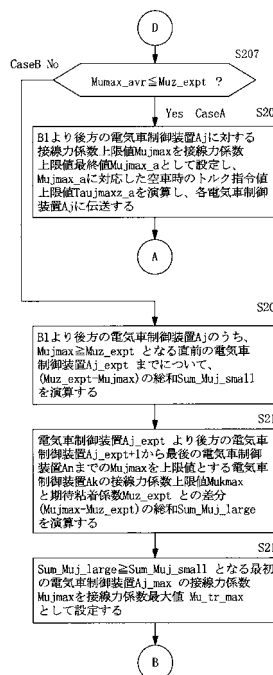 D
CaseB No
S207
Mumax_avr≦Muz_expt ?
Yes CaseA
S20
B1より後方の電気車制御装置Ajに対する
接線力係数上限値Mujmaxを接線力係数
上限値最終値Mujmax_aとして設定し、
Mujmax_aに対応した空車時のトルク指令値
上限値Taujmaxz_aを演算し、各電気車制御
装置Ajに伝送する
A
S20
B1より後方の電気車制御装置Ajのうち、
Mujmax≧Muz_expt となる直前の電気車
制御装置Aj_expt までについて、
(Muz_expt-Mujmax)の総和Sum_Muj_small
を演算する
S21
電気車制御装置Aj_expt より後方の電気車
制御装置Aj_expt+1から最後の電気車制御
装置AnまでのMujmaxを上限値とする電気車
制御装置Akの接線力係数上限値Mukmax
と期待粘着係数Muz_expt との差分
(Mujmax-Muz_expt)の総和Sum_Muj_large
を演算する
S21
Sum_Muj_large≧Sum_Muj_small となる最初
の電気車制御装置Aj_max の接線力係数
Mujmaxを接線力係数最大値 Mu_tr_max
として設定する
B